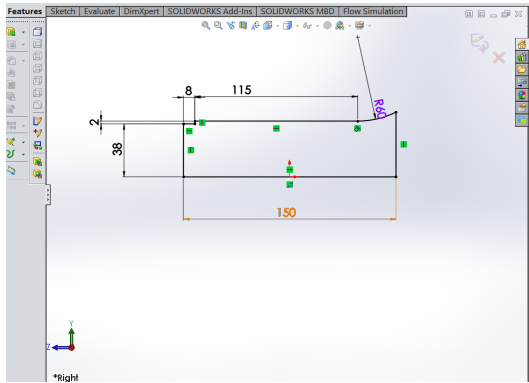 Features Sketch Evaluate DimXpert SOLIDWORKS Add-Ins SOLIDWORKS MBD Flow Simulation
8
115
R60
2
38
150
Y
Z
*Right